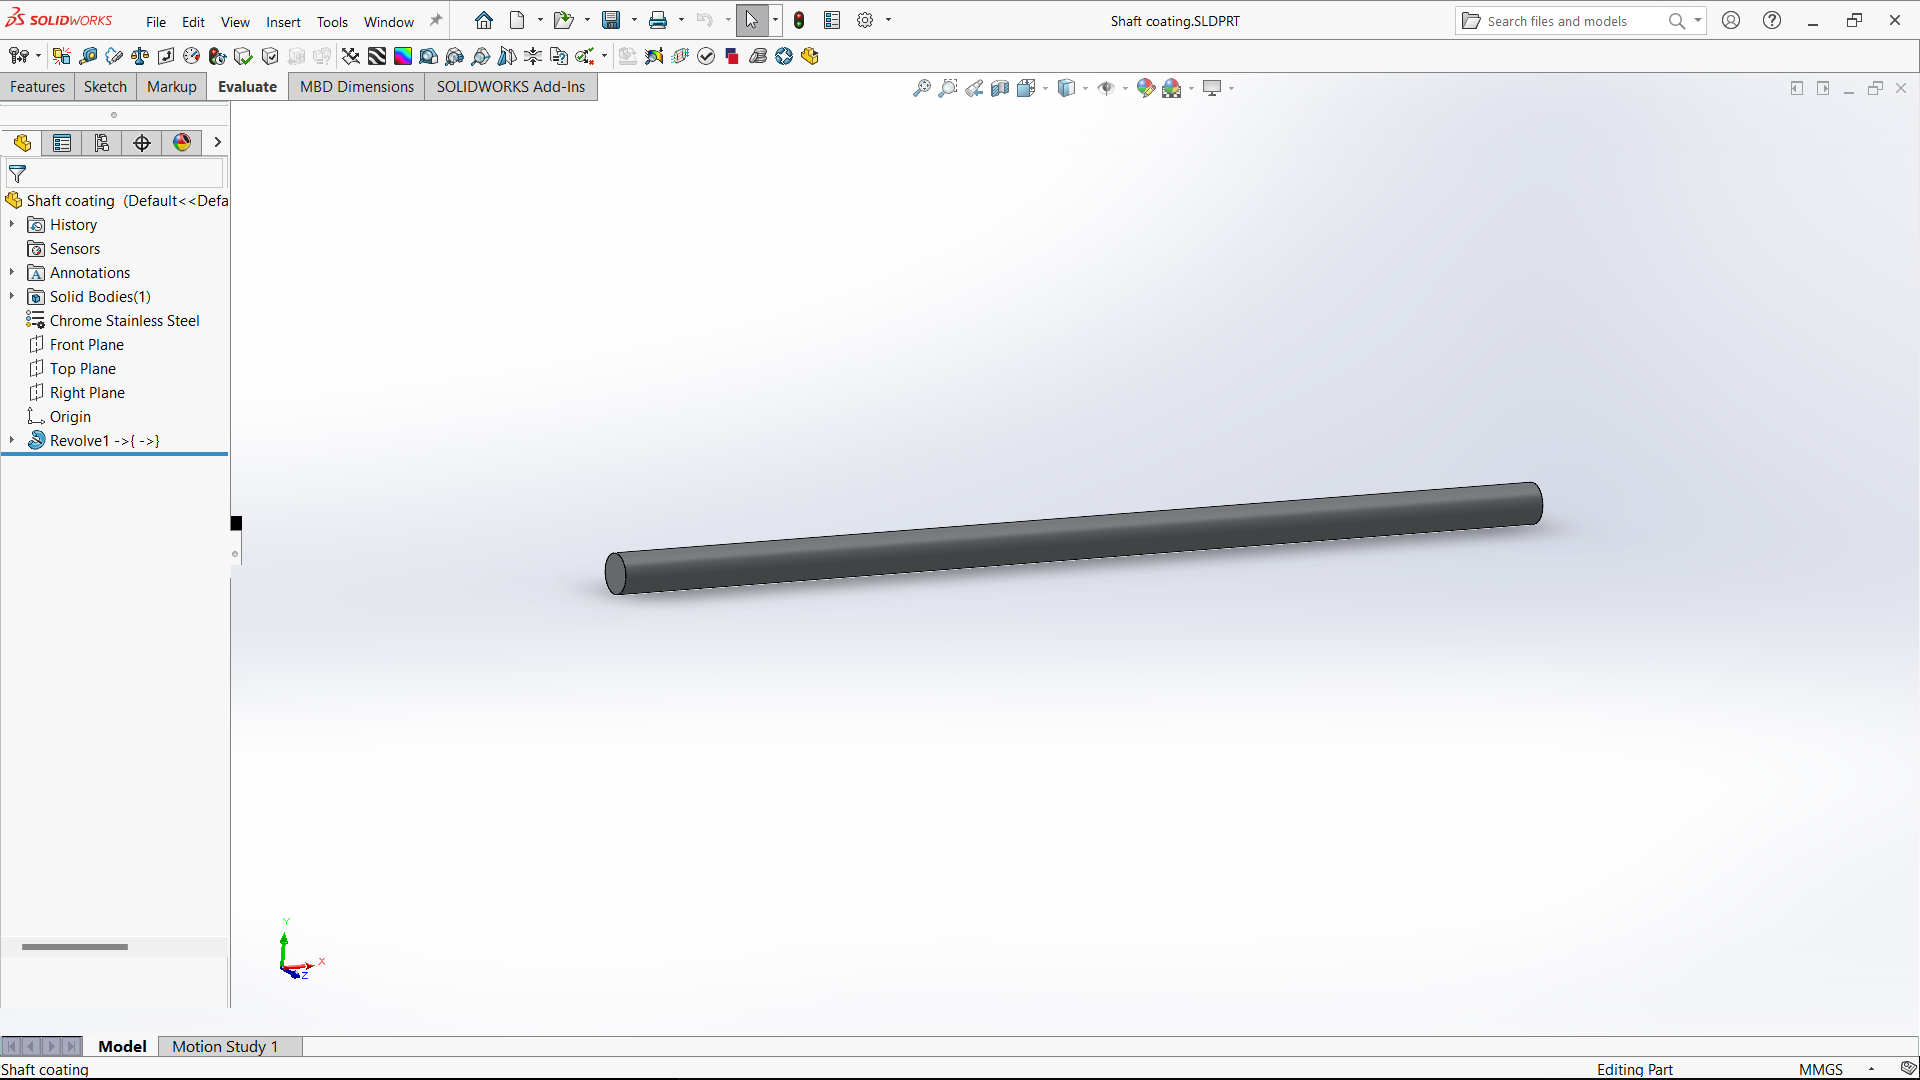 SOLIDWORKS File Edit View Insert Tools Window Shaft coating.SLDPRT Search files and models
Features Sketch Markup Evaluate MBD Dimensions SOLIDWORKS Add-Ins
Shaft coating (Default<<Defa
History
Sensors
Annotations
Solid Bodies(1)
Chrome Stainless Steel
Front Plane
Top Plane
Right Plane
Origin
Revolve1 ->{ ->}
Y
X
Z
Model Motion Study 1
Shaft coating Editing Part MMGS